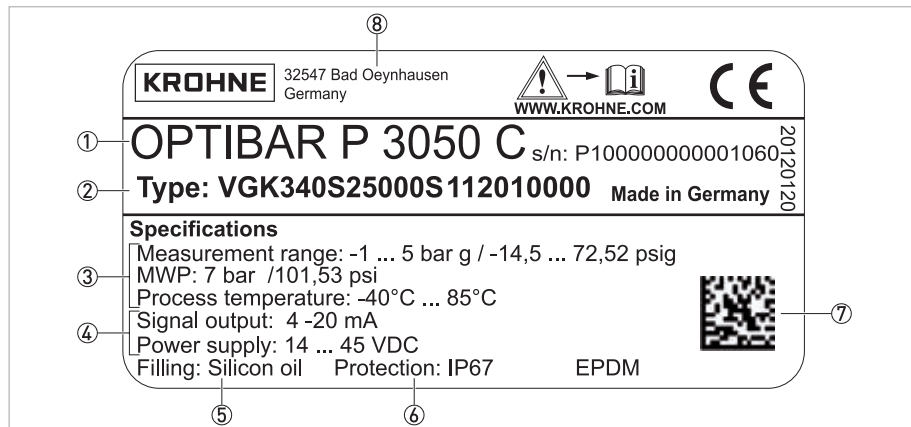 ⑧
KROHNE
32547 Bad Oeynhausen
Germany
WWW.KROHNE.COM
CE
① OPTIBAR P 3050 C s/n: P100000000001060
20120120
② Type: VGK340S25000S112010000 Made in Germany
Specifications
③ Measurement range: -1 ... 5 bar g / -14,5 ... 72,52 psig
MWP: 7 bar /101,53 psi
Process temperature: -40°C ... 85°C
④ Signal output: 4 -20 mA
Power supply: 14 ... 45 VDC
⑦
Filling: Silicon oil Protection: IP67 EPDM
⑤ ⑥